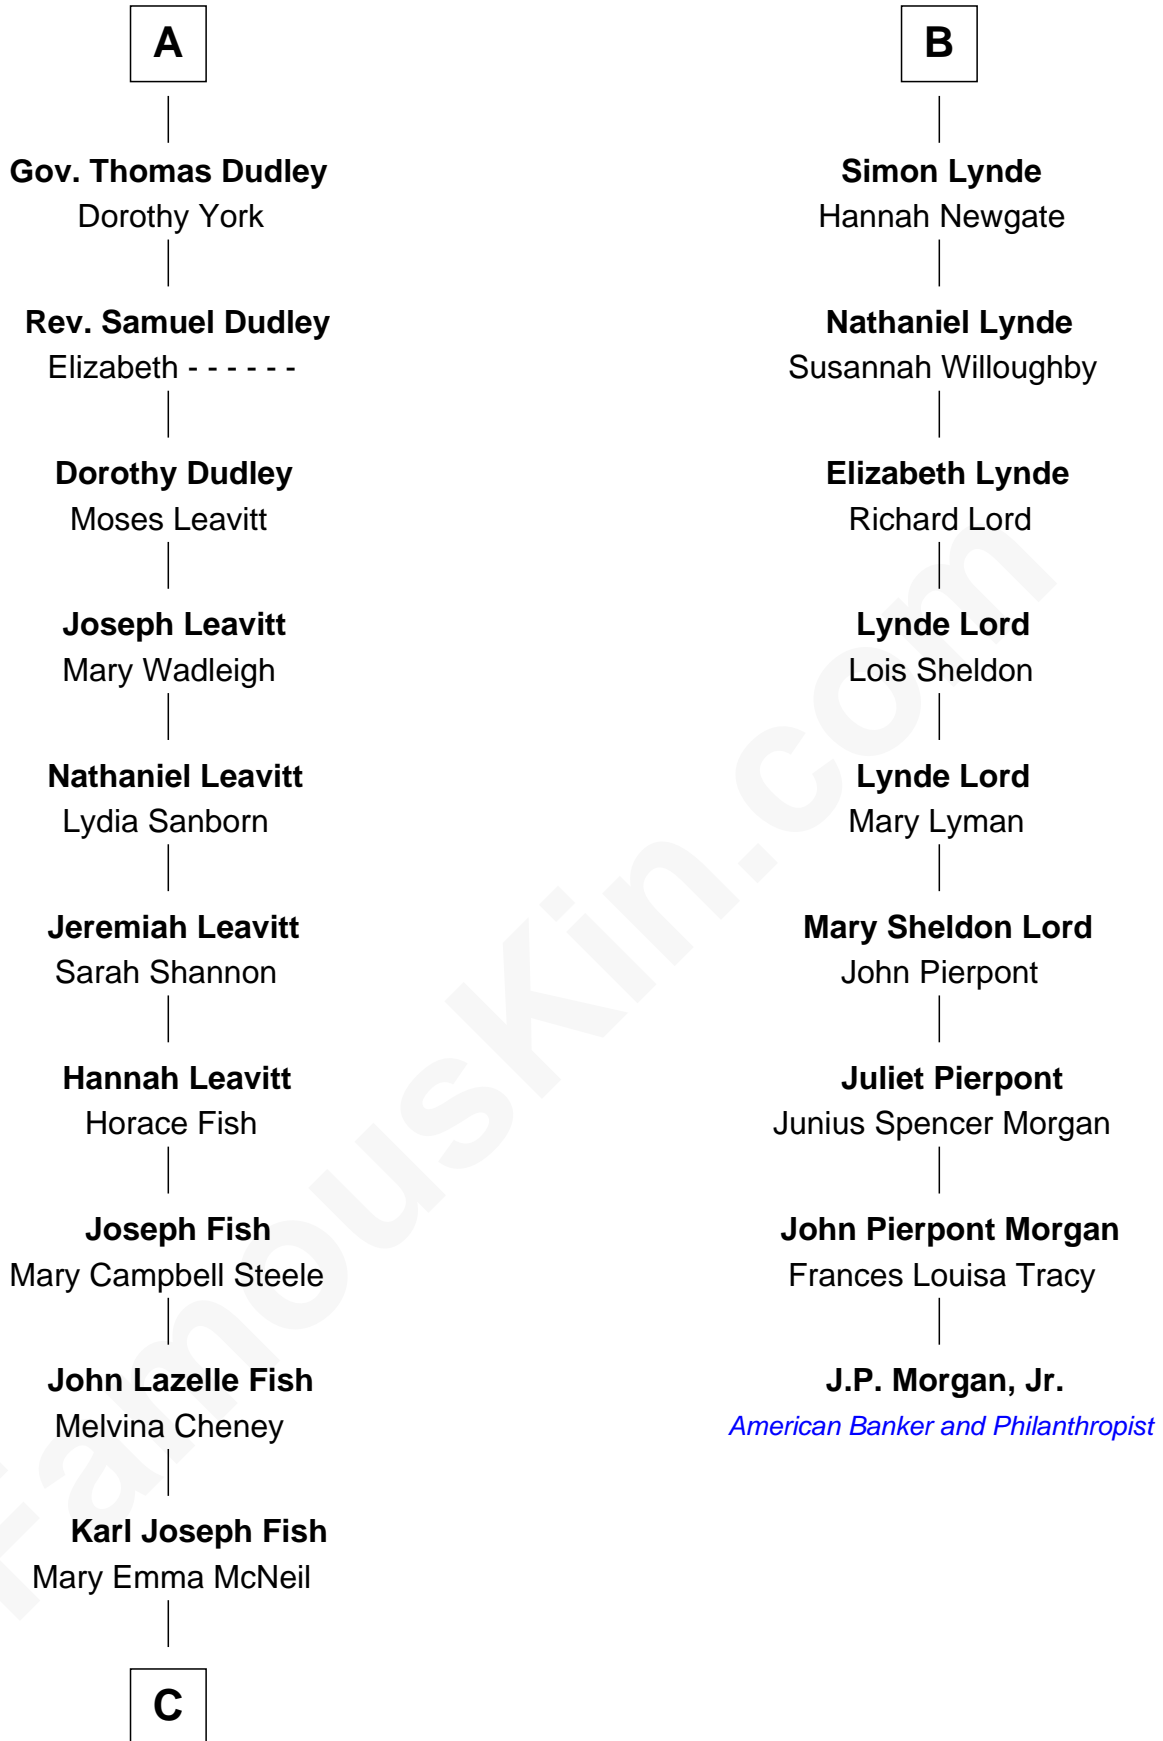 A
Gov. Thomas Dudley
Dorothy York
Rev. Samuel Dudley
Elizabeth - - - - - -
Dorothy Dudley
Moses Leavitt
Joseph Leavitt
Mary Wadleigh
Nathaniel Leavitt
Lydia Sanborn
Jeremiah Leavitt
Sarah Shannon
Hannah Leavitt
Horace Fish
Joseph Fish
Mary Campbell Steele
John Lazelle Fish
Melvina Cheney
Karl Joseph Fish
Mary Emma McNeil
C
B
Simon Lynde
Hannah Newgate
Nathaniel Lynde
Susannah Willoughby
Elizabeth Lynde
Richard Lord
Lynde Lord
Lois Sheldon
Lynde Lord
Mary Lyman
Mary Sheldon Lord
John Pierpont
Juliet Pierpont
Junius Spencer Morgan
John Pierpont Morgan
Frances Louisa Tracy
J.P. Morgan, Jr.
American Banker and Philanthropist
FamousKin.com